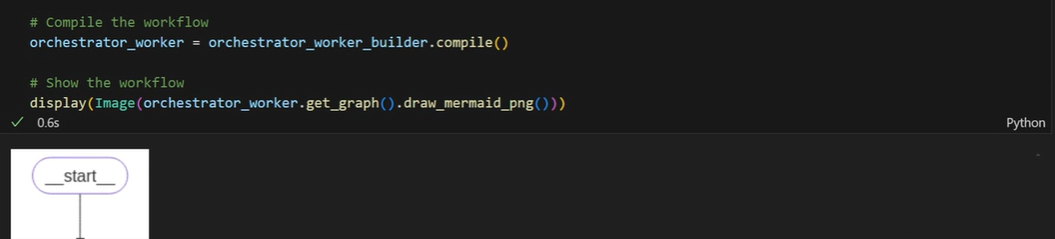 # Compile the workflow
orchestrator_worker = orchestrator_worker_builder.compile()
# Show the workflow
display(Image(orchestrator_worker.get_graph().draw_mermaid_png()))
0.6s
Python
__start__